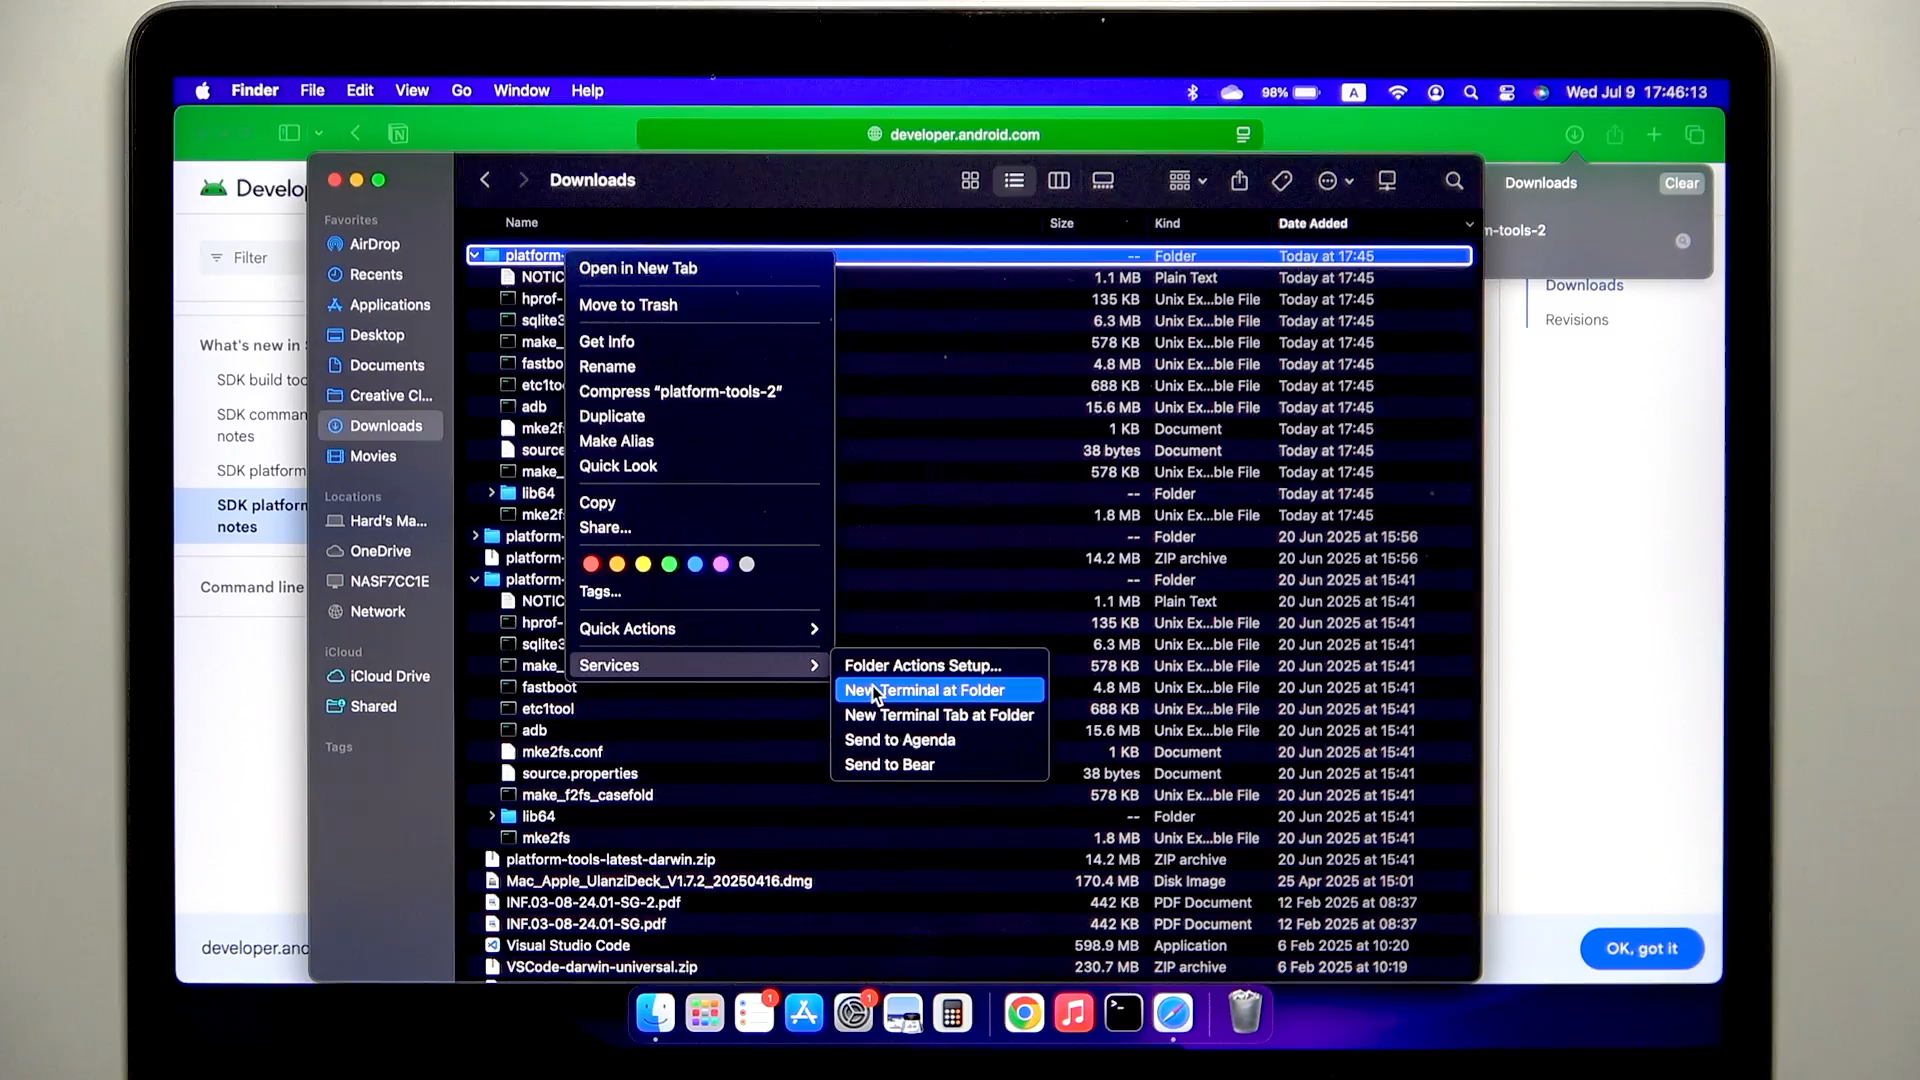 Finder File Edit View Go Window Help 98% A Wed Jul 9 17:46:13
developer.android.com
Downloads
Downloads Clear
m-tools-2
Downloads
Revisions
Develop
Filter
What's new in
SDK build too
SDK comman
notes
SDK platform
SDK platform
notes
Command line
developer.and
OK, got it
Favorites
AirDrop
Recents
Applications
Desktop
Documents
Creative Cl...
Downloads
Movies
Locations
Hard's Ma...
OneDrive
NASF7CC1E
Network
iCloud
iCloud Drive
Shared
Tags
Name Size Kind Date Added
platform- -- Folder Today at 17:45
NOTIC 1.1 MB Plain Text Today at 17:45
hprof- 135 KB Unix Ex...ble File Today at 17:45
sqlite3 6.3 MB Unix Ex...ble File Today at 17:45
make_ 578 KB Unix Ex...ble File Today at 17:45
fastbo 4.8 MB Unix Ex...ble File Today at 17:45
etc1to 688 KB Unix Ex...ble File Today at 17:45
adb 15.6 MB Unix Ex...ble File Today at 17:45
mke2f 1 KB Document Today at 17:45
source 38 bytes Document Today at 17:45
make_ 578 KB Unix Ex...ble File Today at 17:45
lib64 -- Folder Today at 17:45
mke2f 1.8 MB Unix Ex...ble File Today at 17:45
platform- -- Folder 20 Jun 2025 at 15:56
platform- 14.2 MB ZIP archive 20 Jun 2025 at 15:56
platform- -- Folder 20 Jun 2025 at 15:41
NOTIC 1.1 MB Plain Text 20 Jun 2025 at 15:41
hprof- 135 KB Unix Ex...ble File 20 Jun 2025 at 15:41
sqlite3 6.3 MB Unix Ex...ble File 20 Jun 2025 at 15:41
make_ 578 KB Unix Ex...ble File 20 Jun 2025 at 15:41
fastboot 4.8 MB Unix Ex...ble File 20 Jun 2025 at 15:41
etc1tool 688 KB Unix Ex...ble File 20 Jun 2025 at 15:41
adb 15.6 MB Unix Ex...ble File 20 Jun 2025 at 15:41
mke2fs.conf 1 KB Document 20 Jun 2025 at 15:41
source.properties 38 bytes Document 20 Jun 2025 at 15:41
make_f2fs_casefold 578 KB Unix Ex...ble File 20 Jun 2025 at 15:41
lib64 -- Folder 20 Jun 2025 at 15:41
mke2fs 1.8 MB Unix Ex...ble File 20 Jun 2025 at 15:41
platform-tools-latest-darwin.zip 14.2 MB ZIP archive 20 Jun 2025 at 15:41
Mac_Apple_UlanziDeck_V1.7.2_20250416.dmg 170.4 MB Disk Image 25 Apr 2025 at 15:01
INF.03-08-24.01-SG-2.pdf 442 KB PDF Document 12 Feb 2025 at 08:37
INF.03-08-24.01-SG.pdf 442 KB PDF Document 12 Feb 2025 at 08:37
Visual Studio Code 598.9 MB Application 6 Feb 2025 at 10:20
VSCode-darwin-universal.zip 230.7 MB ZIP archive 6 Feb 2025 at 10:19
Open in New Tab
Move to Trash
Get Info
Rename
Compress “platform-tools-2”
Duplicate
Make Alias
Quick Look
Copy
Share...
Tags...
Quick Actions
Services
Folder Actions Setup...
New Terminal at Folder
New Terminal Tab at Folder
Send to Agenda
Send to Bear
1
1